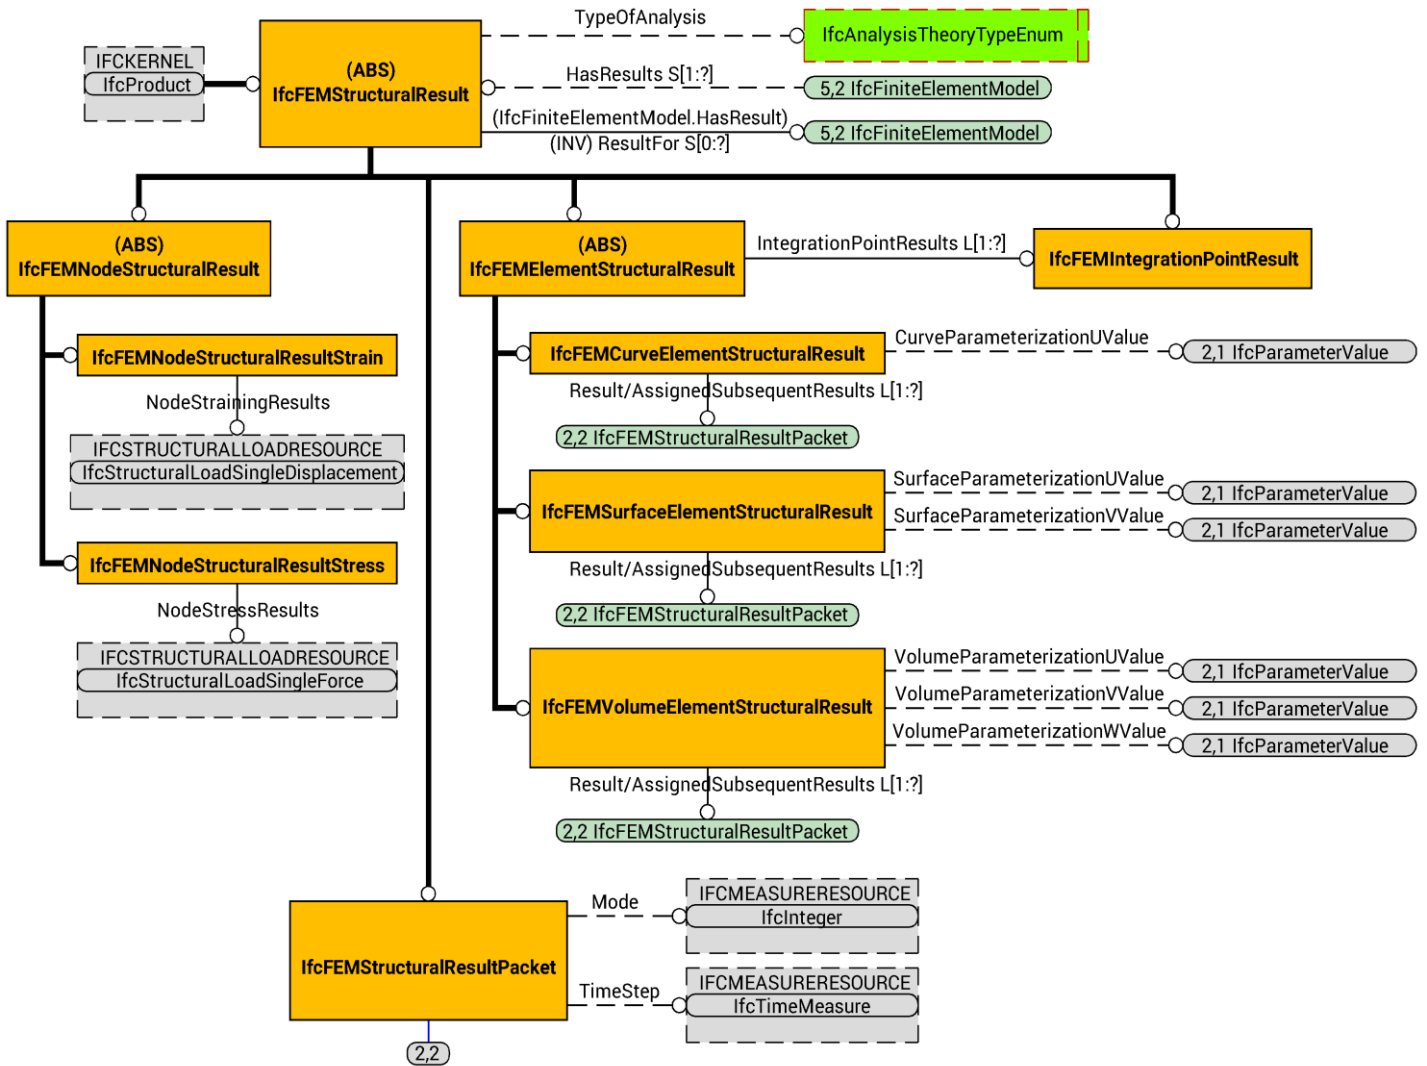 TypeOfAnalysis
IfcAnalysisTheoryTypeEnum
IFCKERNEL
IfcProduct
(ABS)
IfcFEMStructuralResult
HasResults S[1:?]
5,2 IfcFiniteElementModel
(IfcFiniteElementModel.HasResult)
(INV) ResultFor S[0:?]
5,2 IfcFiniteElementModel
(ABS)
IfcFEMNodeStructuralResult
(ABS)
IfcFEMElementStructuralResult
IntegrationPointResults L[1:?]
IfcFEMIntegrationPointResult
IfcFEMNodeStructuralResultStrain
NodeStrainingResults
IFCSTRUCTURALLOADRESOURCE
IfcStructuralLoadSingleDisplacement
IfcFEMNodeStructuralResultStress
NodeStressResults
IFCSTRUCTURALLOADRESOURCE
IfcStructuralLoadSingleForce
IfcFEMCurveElementStructuralResult
CurveParameterizationUValue
2,1 IfcParameterValue
Result/AssignedSubsequentResults L[1:?]
2,2 IfcFEMStructuralResultPacket
IfcFEMSurfaceElementStructuralResult
SurfaceParameterizationUValue
2,1 IfcParameterValue
SurfaceParameterizationVValue
2,1 IfcParameterValue
Result/AssignedSubsequentResults L[1:?]
2,2 IfcFEMStructuralResultPacket
IfcFEMVolumeElementStructuralResult
VolumeParameterizationUValue
2,1 IfcParameterValue
VolumeParameterizationVValue
2,1 IfcParameterValue
VolumeParameterizationWValue
2,1 IfcParameterValue
Result/AssignedSubsequentResults L[1:?]
2,2 IfcFEMStructuralResultPacket
IfcFEMStructuralResultPacket
Mode
IFCMEASURERESOURCE
IfcInteger
TimeStep
IFCMEASURERESOURCE
IfcTimeMeasure
2,2